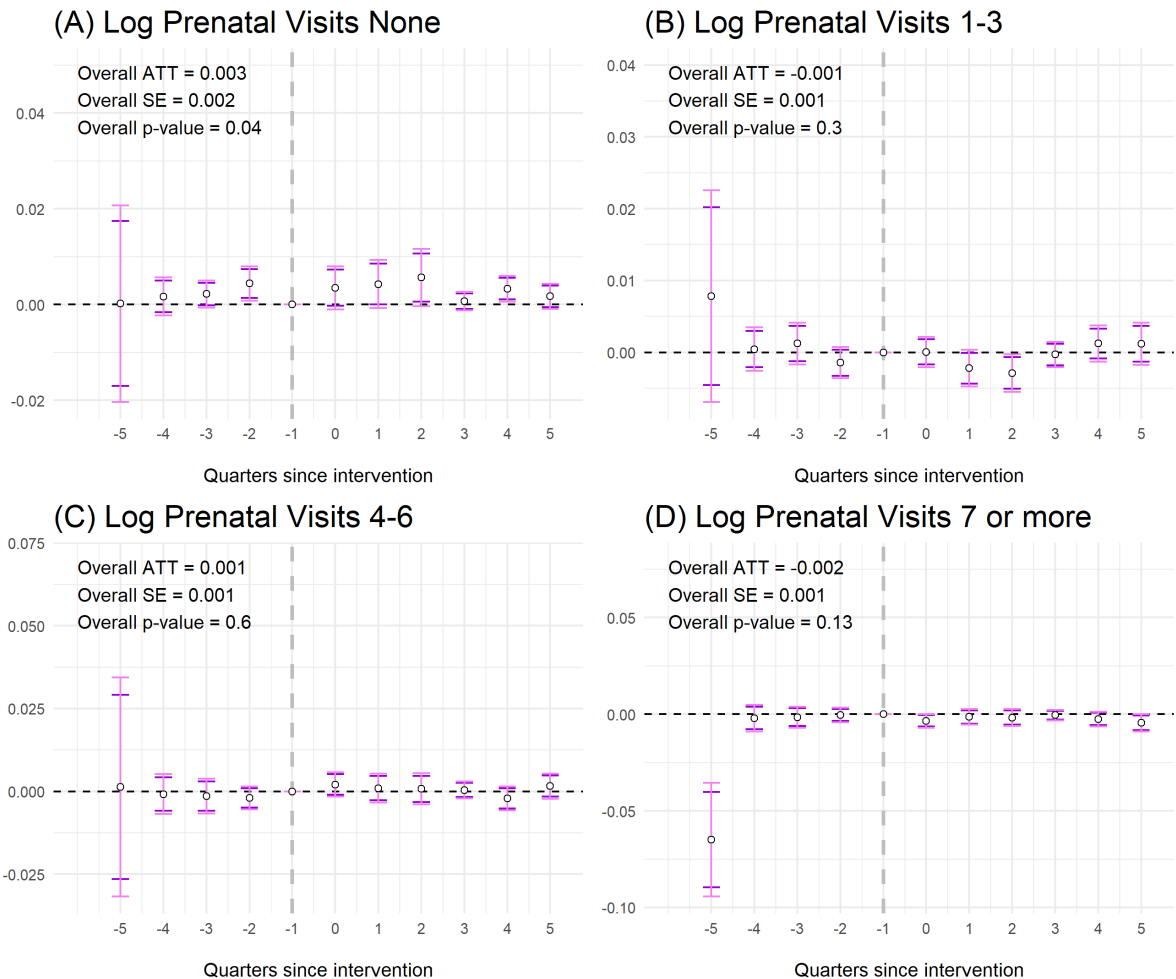 (A) Log Prenatal Visits None
Overall ATT = 0.003
Overall SE = 0.002
Overall p-value = 0.04
0.04
0.02
0.00
-0.02
-5 -4 -3 -2 -1 0 1 2 3 4 5
Quarters since intervention
(B) Log Prenatal Visits 1-3
Overall ATT = -0.001
Overall SE = 0.001
Overall p-value = 0.3
0.04
0.03
0.02
0.01
0.00
-5 -4 -3 -2 -1 0 1 2 3 4 5
Quarters since intervention
(C) Log Prenatal Visits 4-6
Overall ATT = 0.001
Overall SE = 0.001
Overall p-value = 0.6
0.075
0.050
0.025
0.000
-0.025
-5 -4 -3 -2 -1 0 1 2 3 4 5
Quarters since intervention
(D) Log Prenatal Visits 7 or more
Overall ATT = -0.002
Overall SE = 0.001
Overall p-value = 0.13
0.05
0.00
-0.05
-0.10
-5 -4 -3 -2 -1 0 1 2 3 4 5
Quarters since intervention